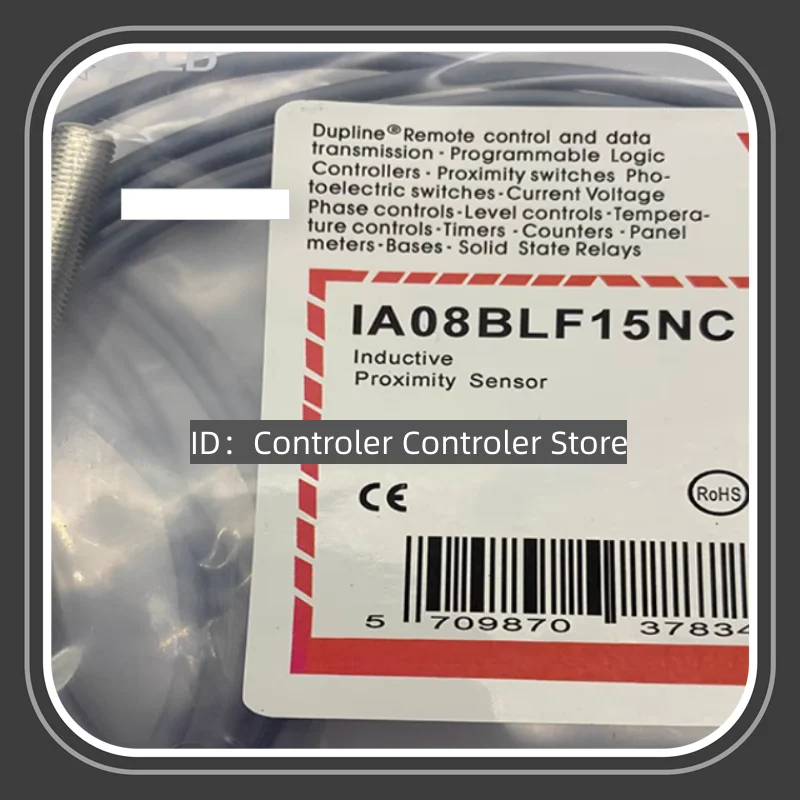 Dupline®Remote control and data
transmission · Programmable Logic
Controllers · Proximity switches Pho-
toelectric switches · Current Voltage
Phase controls · Level controls · Tempera-
ture controls · Timers · Counters · Panel
meters · Bases · Solid State Relays
IA08BLF15NC
Inductive
Proximity Sensor
ID：Controler Controler Store
CE
RoHS
5 709870 37834